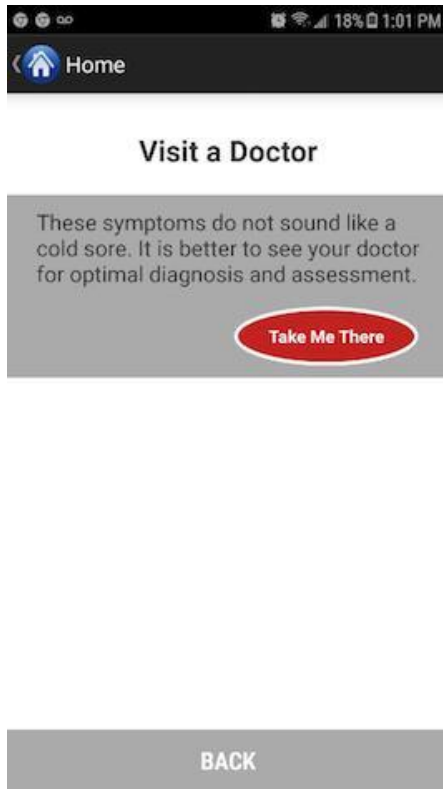 18% 1:01 PM
Home
Visit a Doctor
These symptoms do not sound like a
cold sore. It is better to see your doctor
for optimal diagnosis and assessment.
Take Me There
BACK